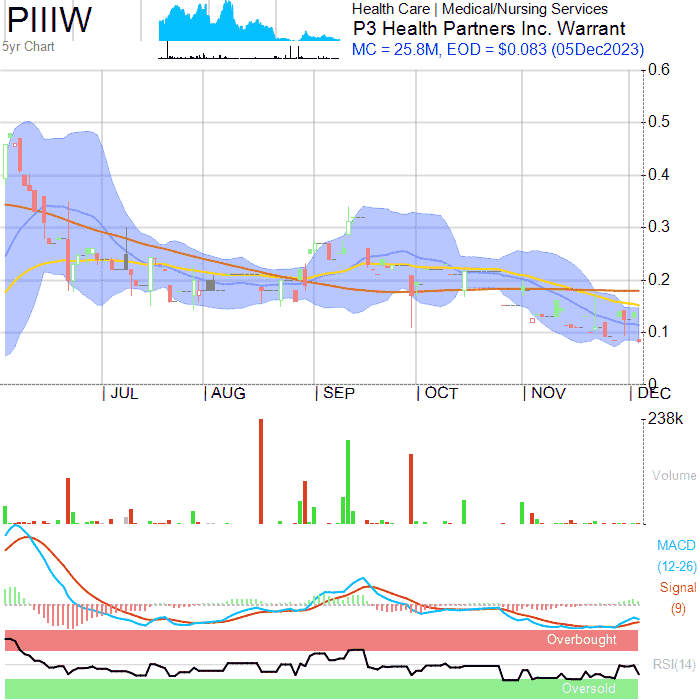 PIIIW
5yr Chart
Health Care | Medical/Nursing Services
P3 Health Partners Inc. Warrant
MC = 25.8M, EOD = $0.083 (05Dec2023)
0.6
0.5
0.4
0.3
0.2
0.1
0
JUL AUG SEP OCT NOV DEC
238k
Volume
MACD
(12-26)
Signal
(9)
Overbought
RSI(14)
Oversold